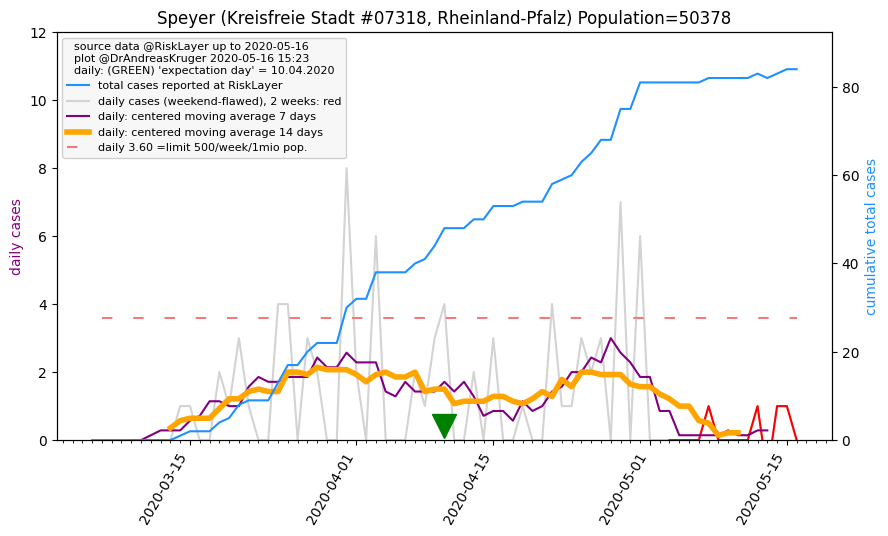 Speyer (Kreisfreie Stadt #07318, Rheinland-Pfalz) Population=50378
source data @RiskLayer up to 2020-05-16
plot @DrAndreasKruger 2020-05-16 15:23
daily: (GREEN) 'expectation day' = 10.04.2020
total cases reported at RiskLayer
daily cases (weekend-flawed), 2 weeks: red
daily: centered moving average 7 days
daily: centered moving average 14 days
daily 3.60 =limit 500/week/1mio pop.
daily cases
12
10
8
6
4
2
0
cumulative total cases
80
60
40
20
0
2020-03-15
2020-04-01
2020-04-15
2020-05-01
2020-05-15